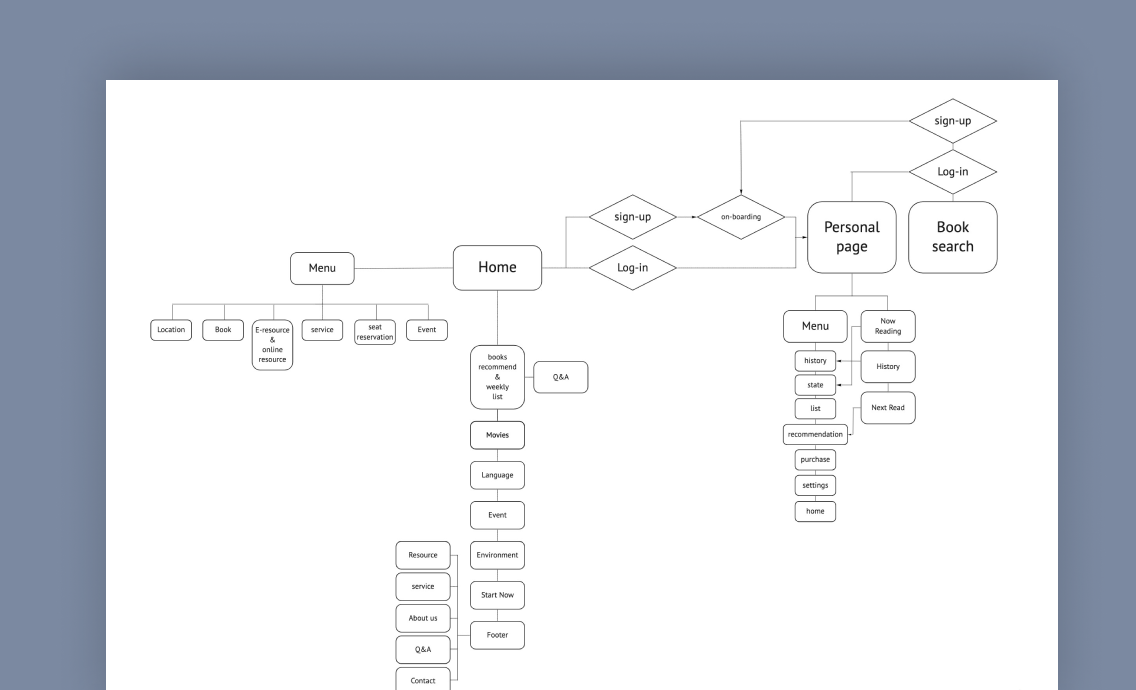 sign-up
Log-in
sign-up
on-boarding
Personal
page
Book
search
Menu
Home
Log-in
Location
Book
E-resource
&
online
resource
service
seat
reservation
Event
Menu
Now
Reading
history
History
state
list
Next Read
recommendation
purchase
settings
home
books
recommend
&
weekly
list
Q&A
Movies
Language
Event
Environment
Start Now
Footer
Resource
service
About us
Q&A
Contact